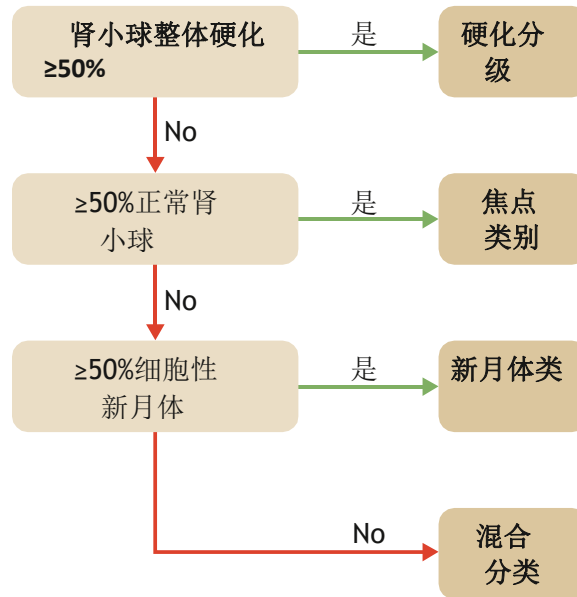 肾小球整体硬化
≥50%
是
硬化分
级
No
≥50%正常肾
小球
是
焦点
类别
No
≥50%细胞性
新月体
是
新月体类
No
混合
分类